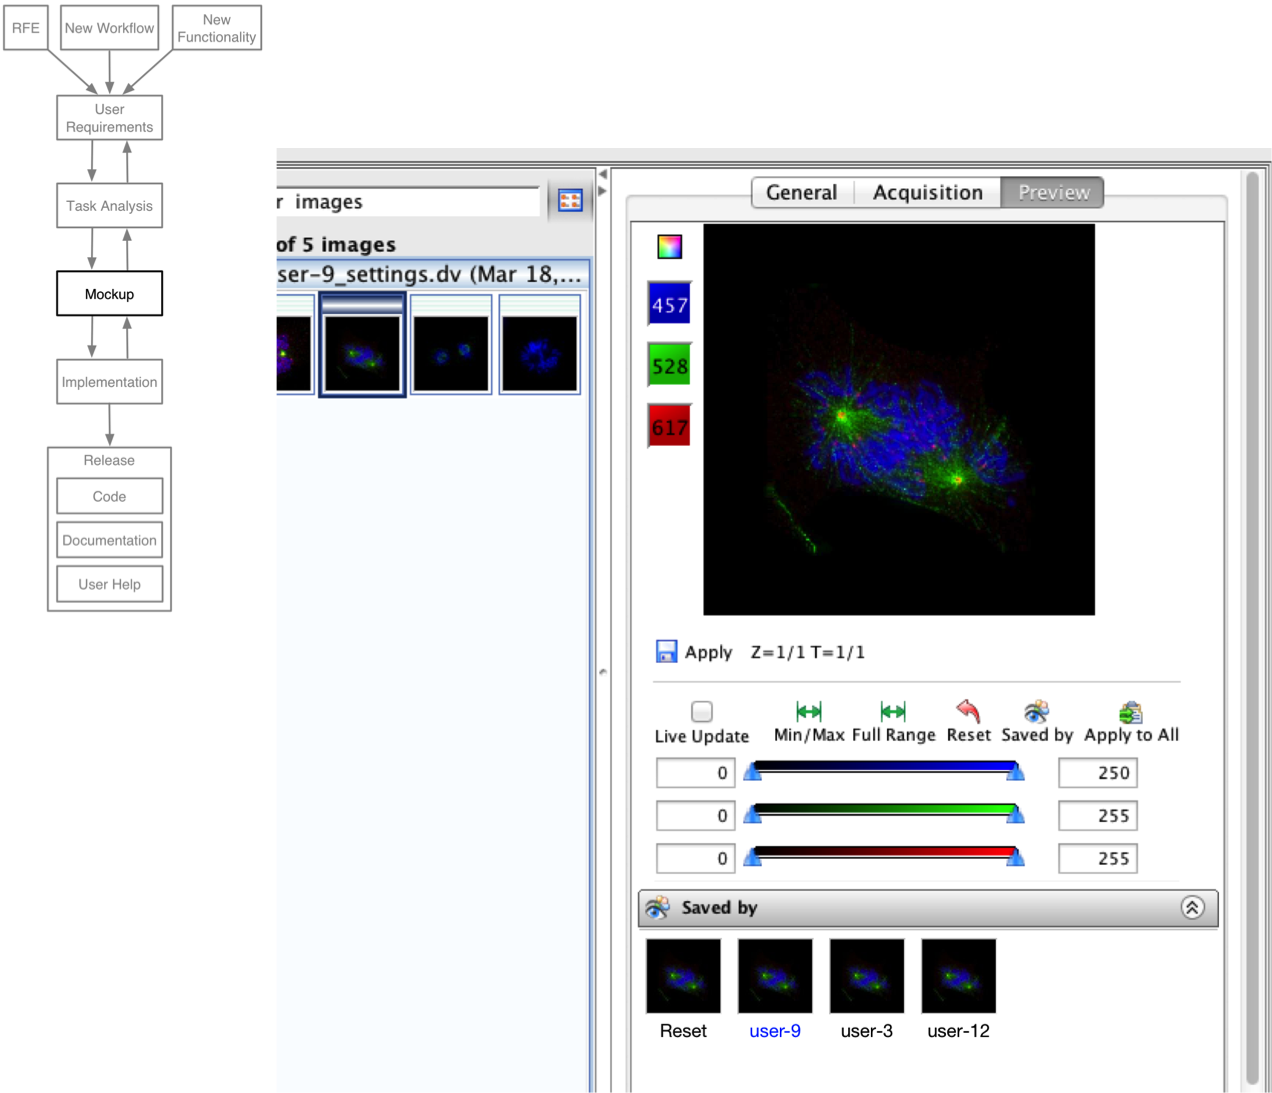 RFE
New Workflow
New
Functionality
User
Requirements
Task Analysis
Mockup
Implementation
Release
Code
Documentation
User Help
r images
of 5 images
ser-9_settings.dv (Mar 18,...
General Acquisition Preview
457
528
617
Apply Z=1/1 T=1/1
Live Update Min/Max Full Range Reset Saved by Apply to All
0 250
0 255
0 255
Saved by
Reset user-9 user-3 user-12